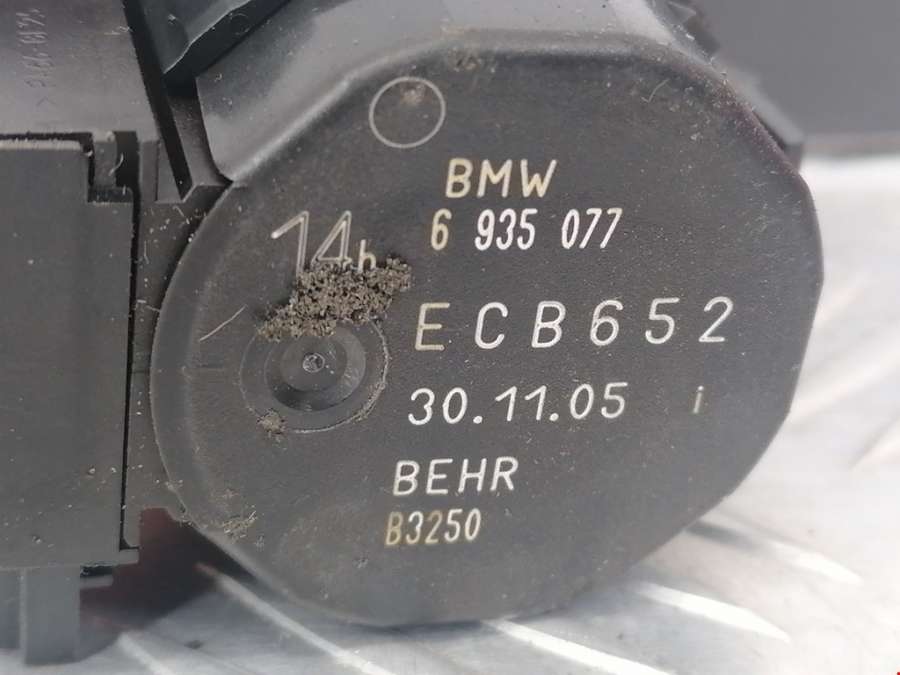 BMW
6 935 077
14h
ECB652
30.11.05 i
BEHR
B3250